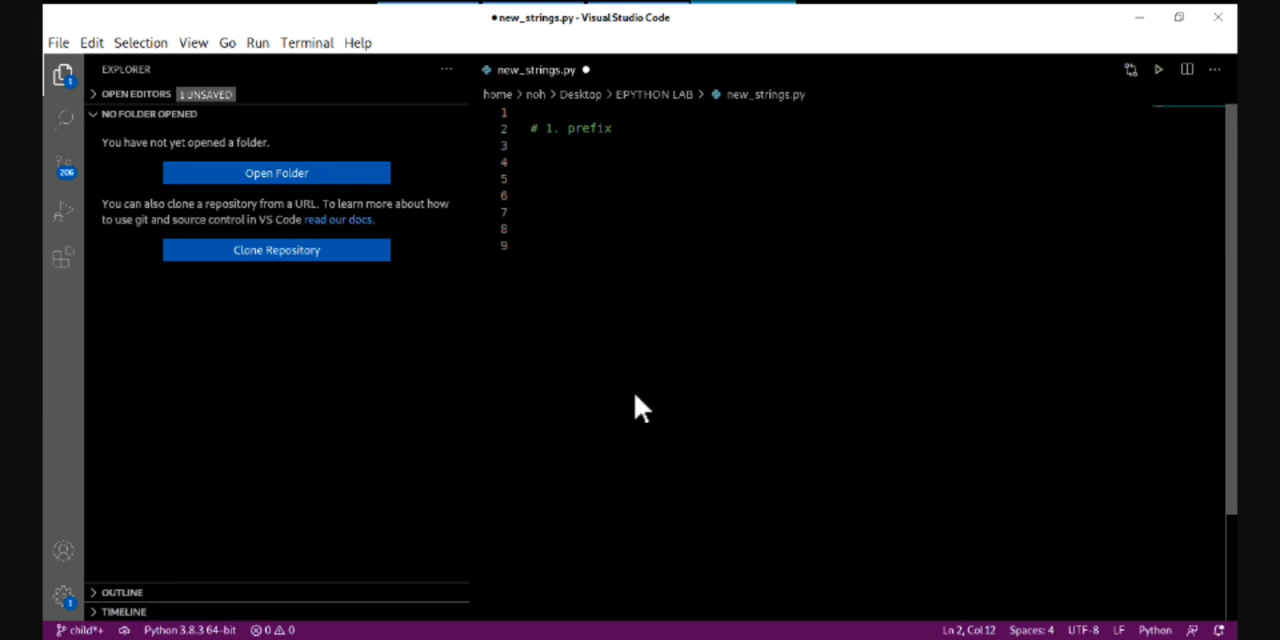 new_strings.py - Visual Studio Code
File Edit Selection View Go Run Terminal Help
EXPLORER
OPEN EDITORS 1 UNSAVED
NO FOLDER OPENED
You have not yet opened a folder.
Open Folder
You can also clone a repository from a URL. To learn more about how
to use git and source control in VS Code read our docs.
Clone Repository
OUTLINE
TIMELINE
1
206
1
new_strings.py
home > noh > Desktop > EPYTHON LAB > new_strings.py
1
2 # 1. prefix
3
4
5
6
7
8
9
child*+ Python 3.8.3 64-bit 0 0 Ln 2, Col 12 Spaces: 4 UTF-8 LF Python